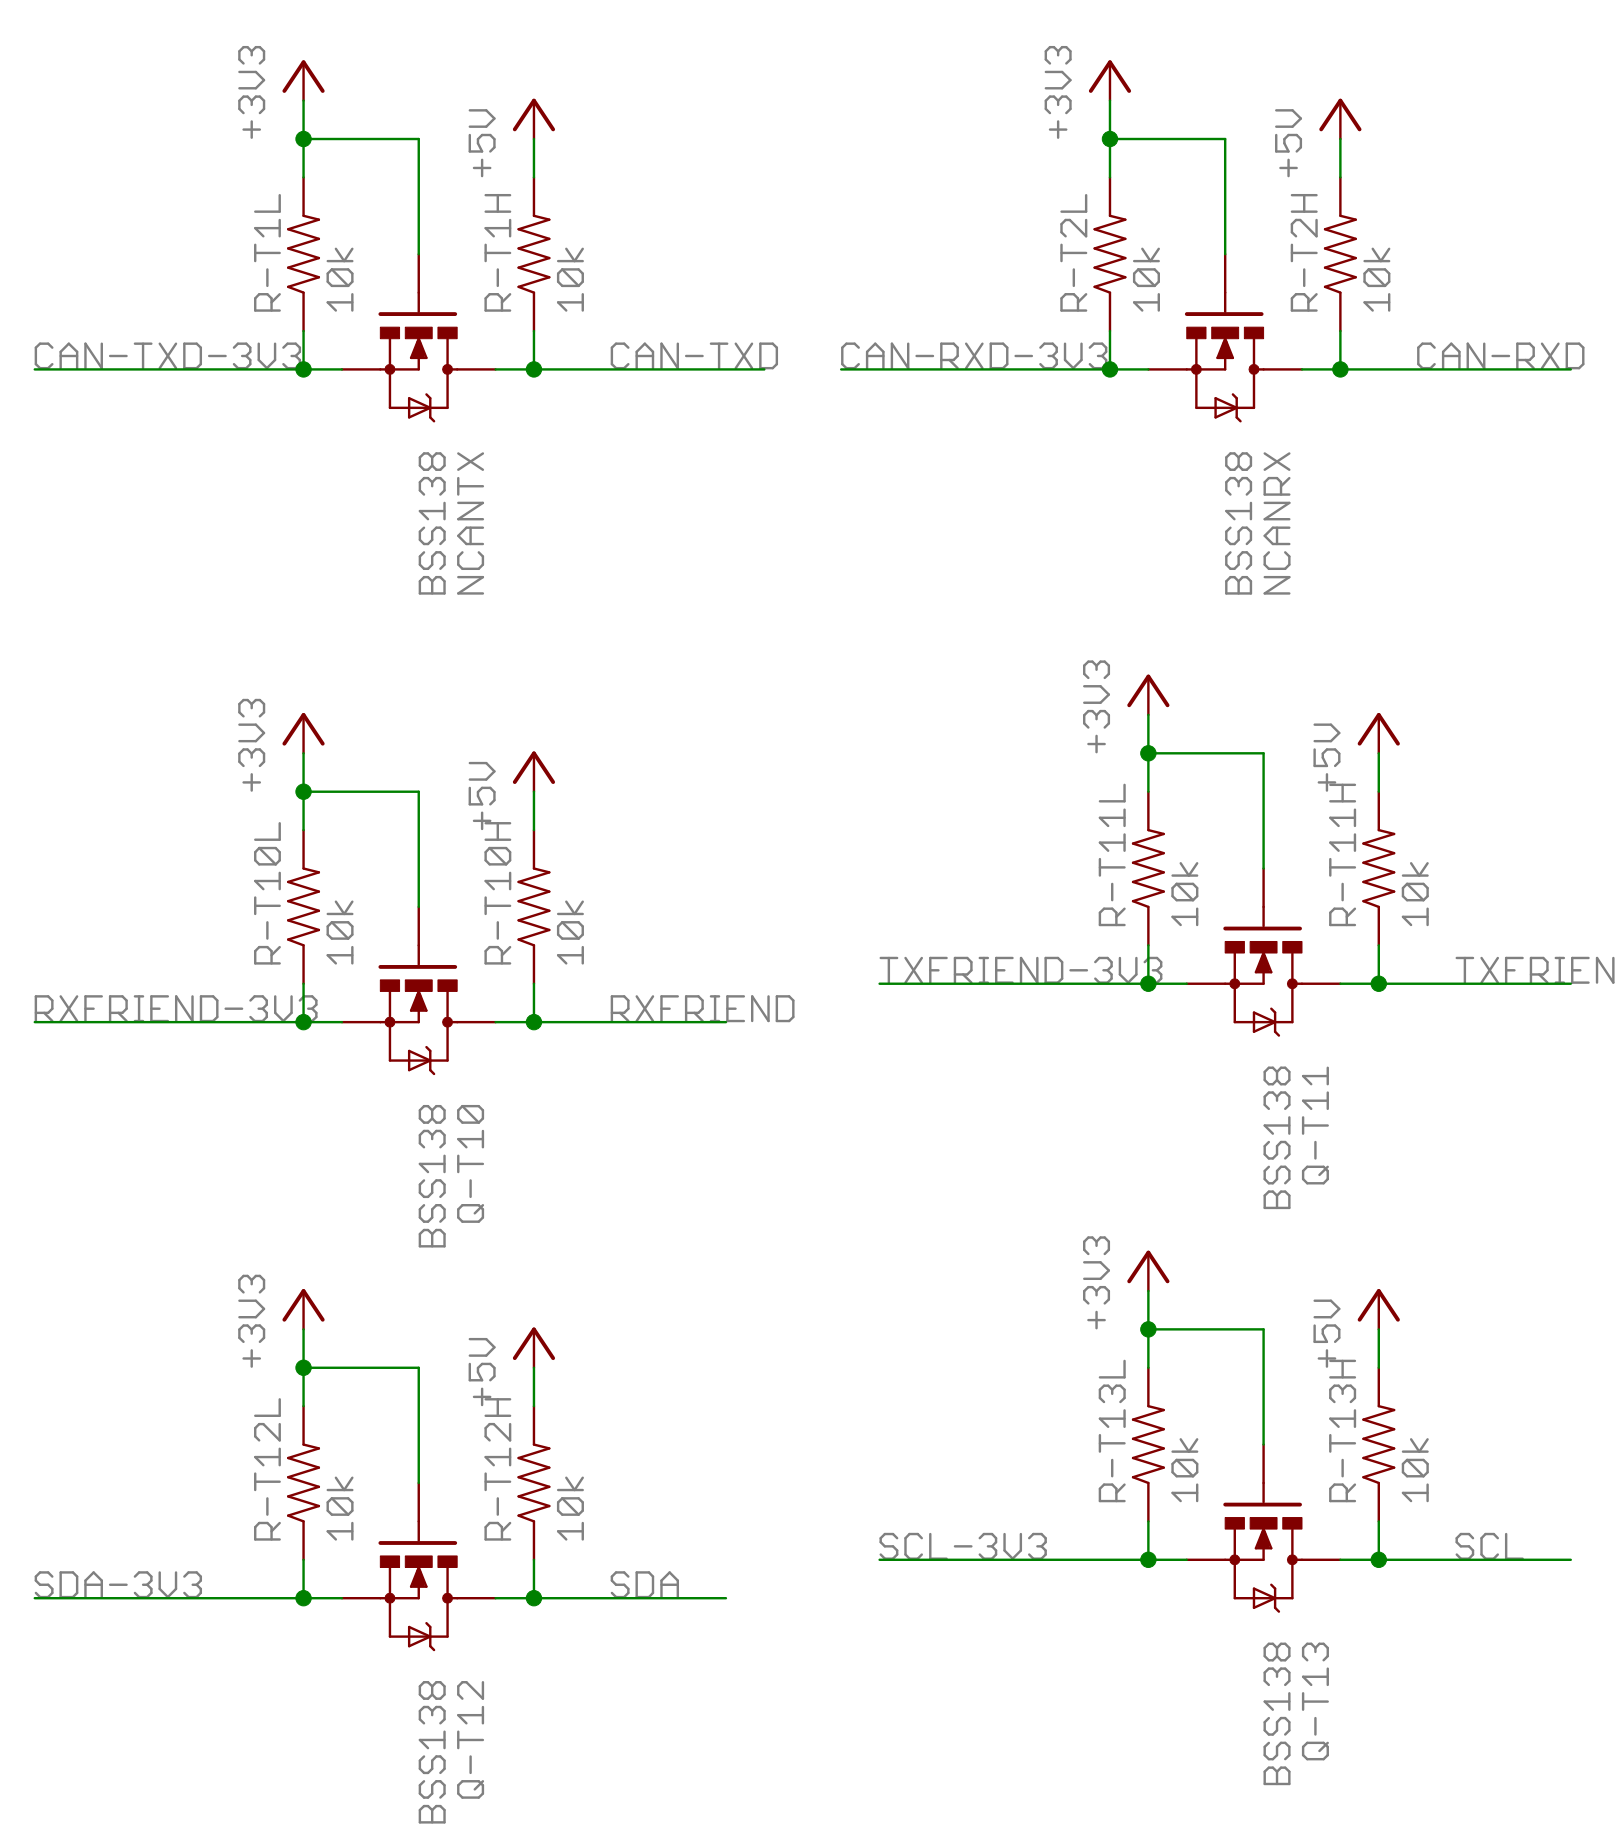 +3V3
+5V
R-T1L
10k
R-T1H
10k
CAN-TXD-3V3
CAN-TXD
BSS138
NCANTX
+3V3
+5V
R-T2L
10k
R-T2H
10k
CAN-RXD-3V3
CAN-RXD
BSS138
NCANRX
+3V3
+5V
R-T10L
10k
R-T10H
10k
RXFRIEND-3V3
RXFRIEND
BSS138
Q-T10
+3V3
+5V
R-T11L
10k
R-T11H
10k
TXFRIEND-3V3
TXFRIEN
BSS138
Q-T11
+3V3
+5V
R-T12L
10k
R-T12H
10k
SDA-3V3
SDA
BSS138
Q-T12
+3V3
+5V
R-T13L
10k
R-T13H
10k
SCL-3V3
SCL
BSS138
Q-T13